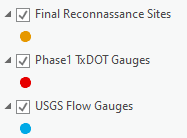 Final Reconnassance Sites
Phase1 TxDOT Gauges
USGS Flow Gauges